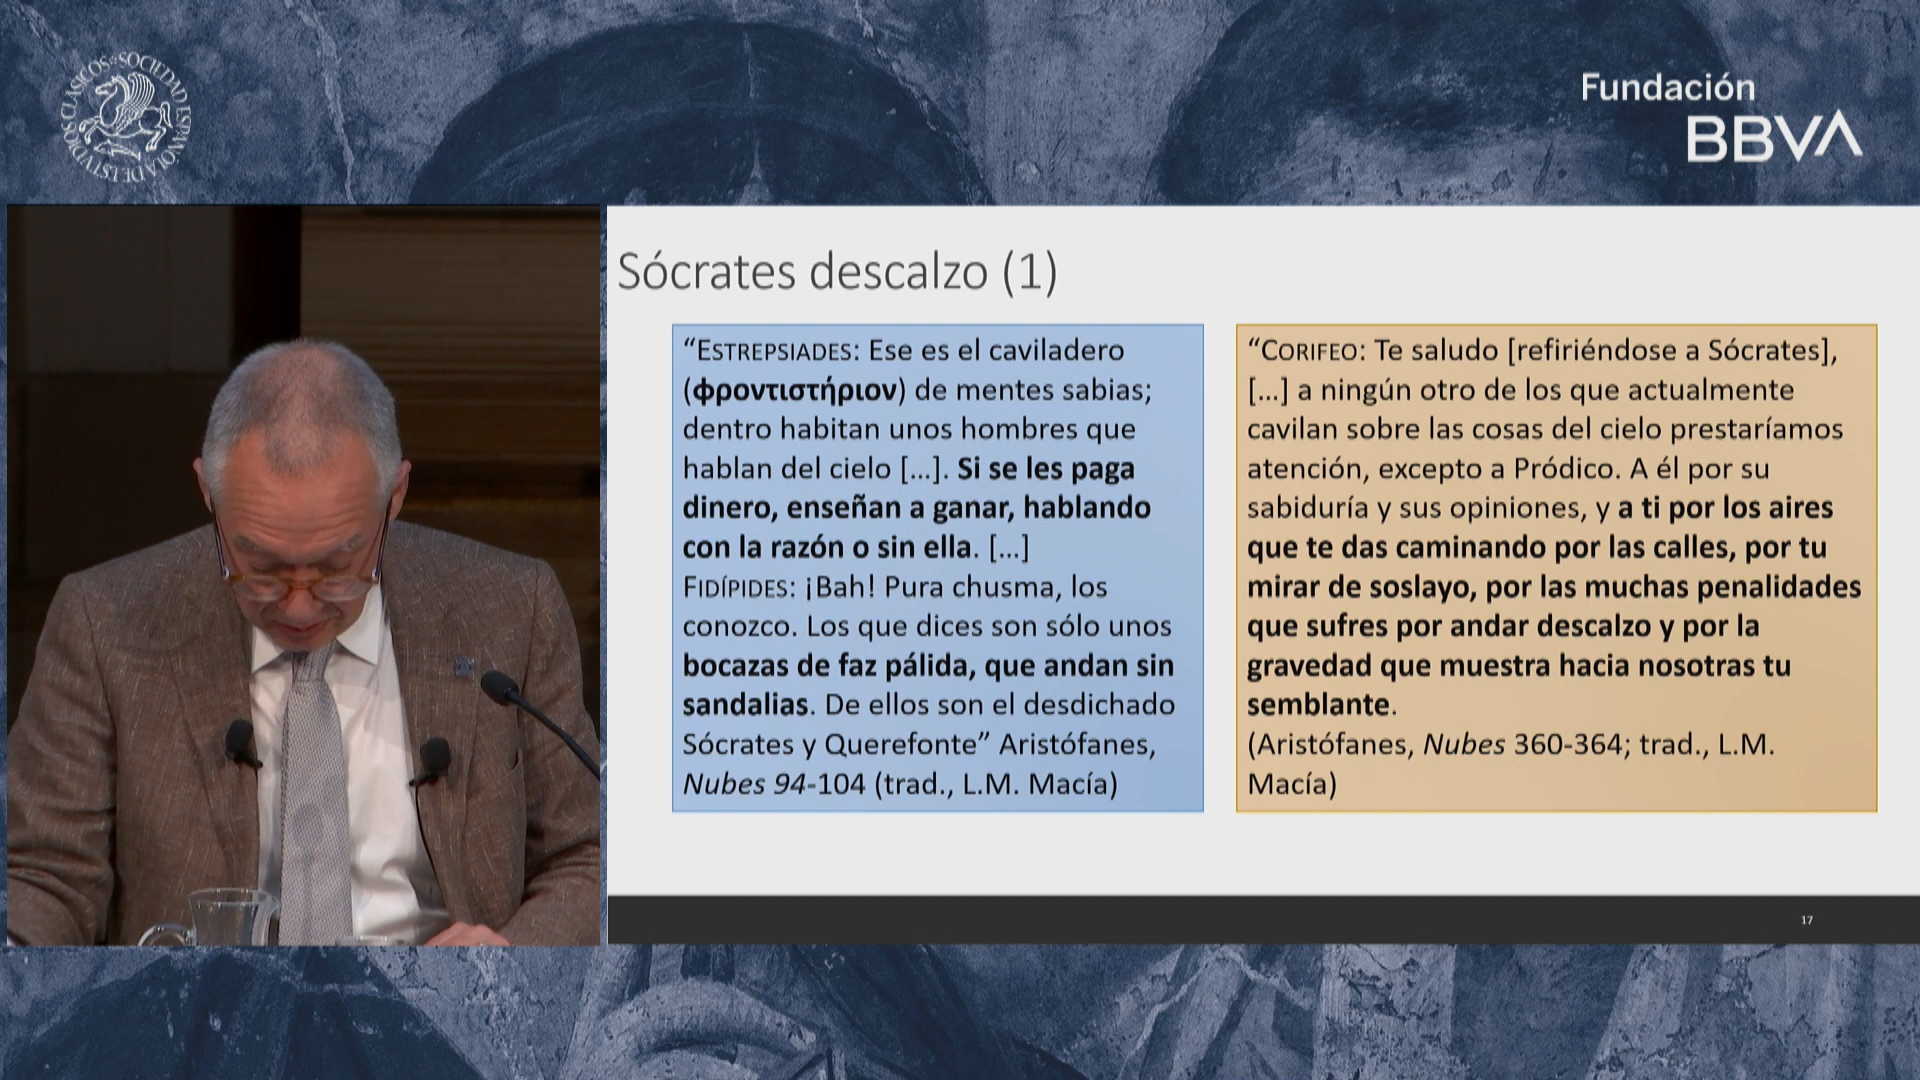 SOCIEDAD ESPAÑOLA DE ESTVDIOS CLASICOS
Fundación
BBVA
Sócrates descalzo (1)
“ESTREPSIADES: Ese es el caviladero
(φροντιστήριον) de mentes sabias;
dentro habitan unos hombres que
hablan del cielo [...]. Si se les paga
dinero, enseñan a ganar, hablando
con la razón o sin ella. [...]
FIDÍPIDES: ¡Bah! Pura chusma, los
conozco. Los que dices son sólo unos
bocazas de faz pálida, que andan sin
sandalias. De ellos son el desdichado
Sócrates y Querefonte” Aristófanes,
Nubes 94-104 (trad., L.M. Macía)
“CORIFEO: Te saludo [refiriéndose a Sócrates],
[...] a ningún otro de los que actualmente
cavilan sobre las cosas del cielo prestaríamos
atención, excepto a Pródico. A él por su
sabiduría y sus opiniones, y a ti por los aires
que te das caminando por las calles, por tu
mirar de soslayo, por las muchas penalidades
que sufres por andar descalzo y por la
gravedad que muestra hacia nosotras tu
semblante.
(Aristófanes, Nubes 360-364; trad., L.M.
Macía)
17